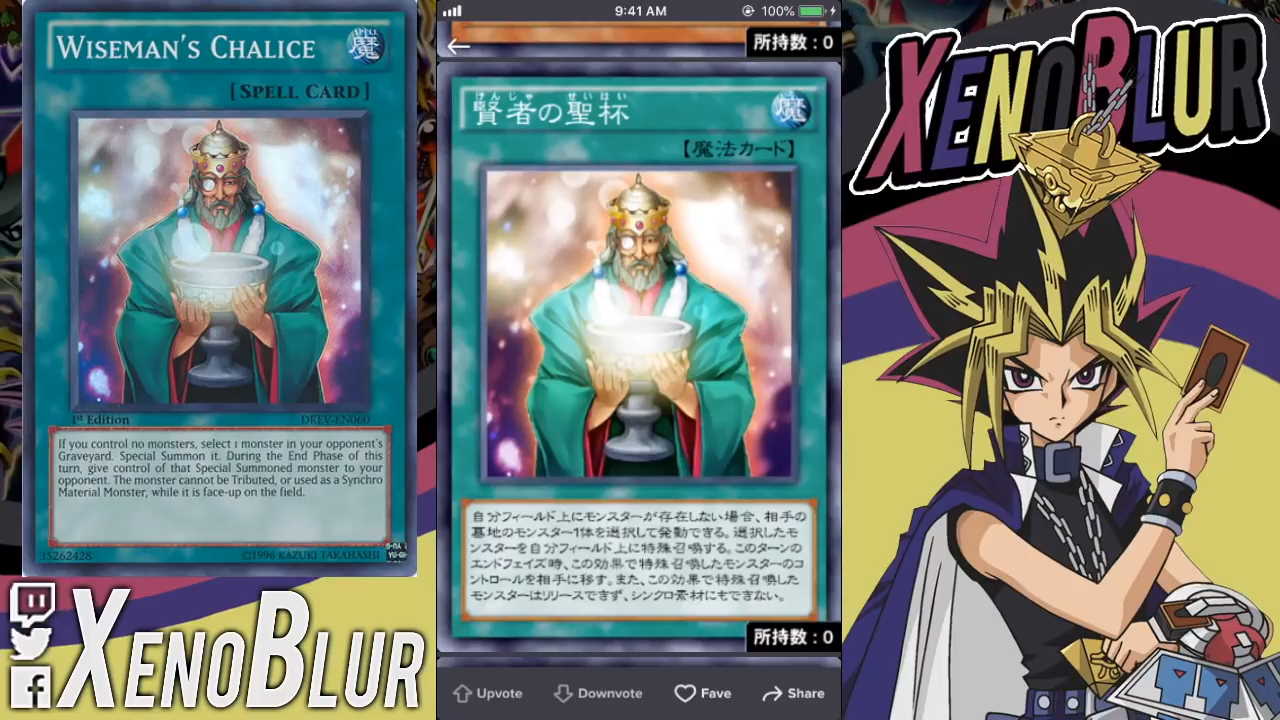 WISEMAN'S CHALICE
魔
[SPELL CARD]
1st Edition
DREV-EN060
If you control no monsters, select 1 monster in your opponent's
Graveyard. Special Summon it. During the End Phase of this
turn, give control of that Special Summoned monster to your
opponent. The monster cannot be Tributed, or used as a Synchro
Material Monster, while it is face-up on the field.
35262428
©1996 KAZUKI TAKAHASHI
XENOBLUR
9:41 AM
100%
所持数:0
けんじゃ せいはい
賢者の聖杯
魔
【魔法カード】
自分フィールド上にモンスターが存在しない場合、相手の
墓地のモンスター1体を選択して発動できる。選択したモ
ンスターを自分フィールド上に特殊召喚する。このターンの
エンドフェイズ時、この効果で特殊召喚したモンスターのコ
ントロールを相手に移す。また、この効果で特殊召喚した
モンスターはリリースできず、シンクロ素材にもできない。
所持数:0
Upvote
Downvote
Fave
Share
XENOBLUR